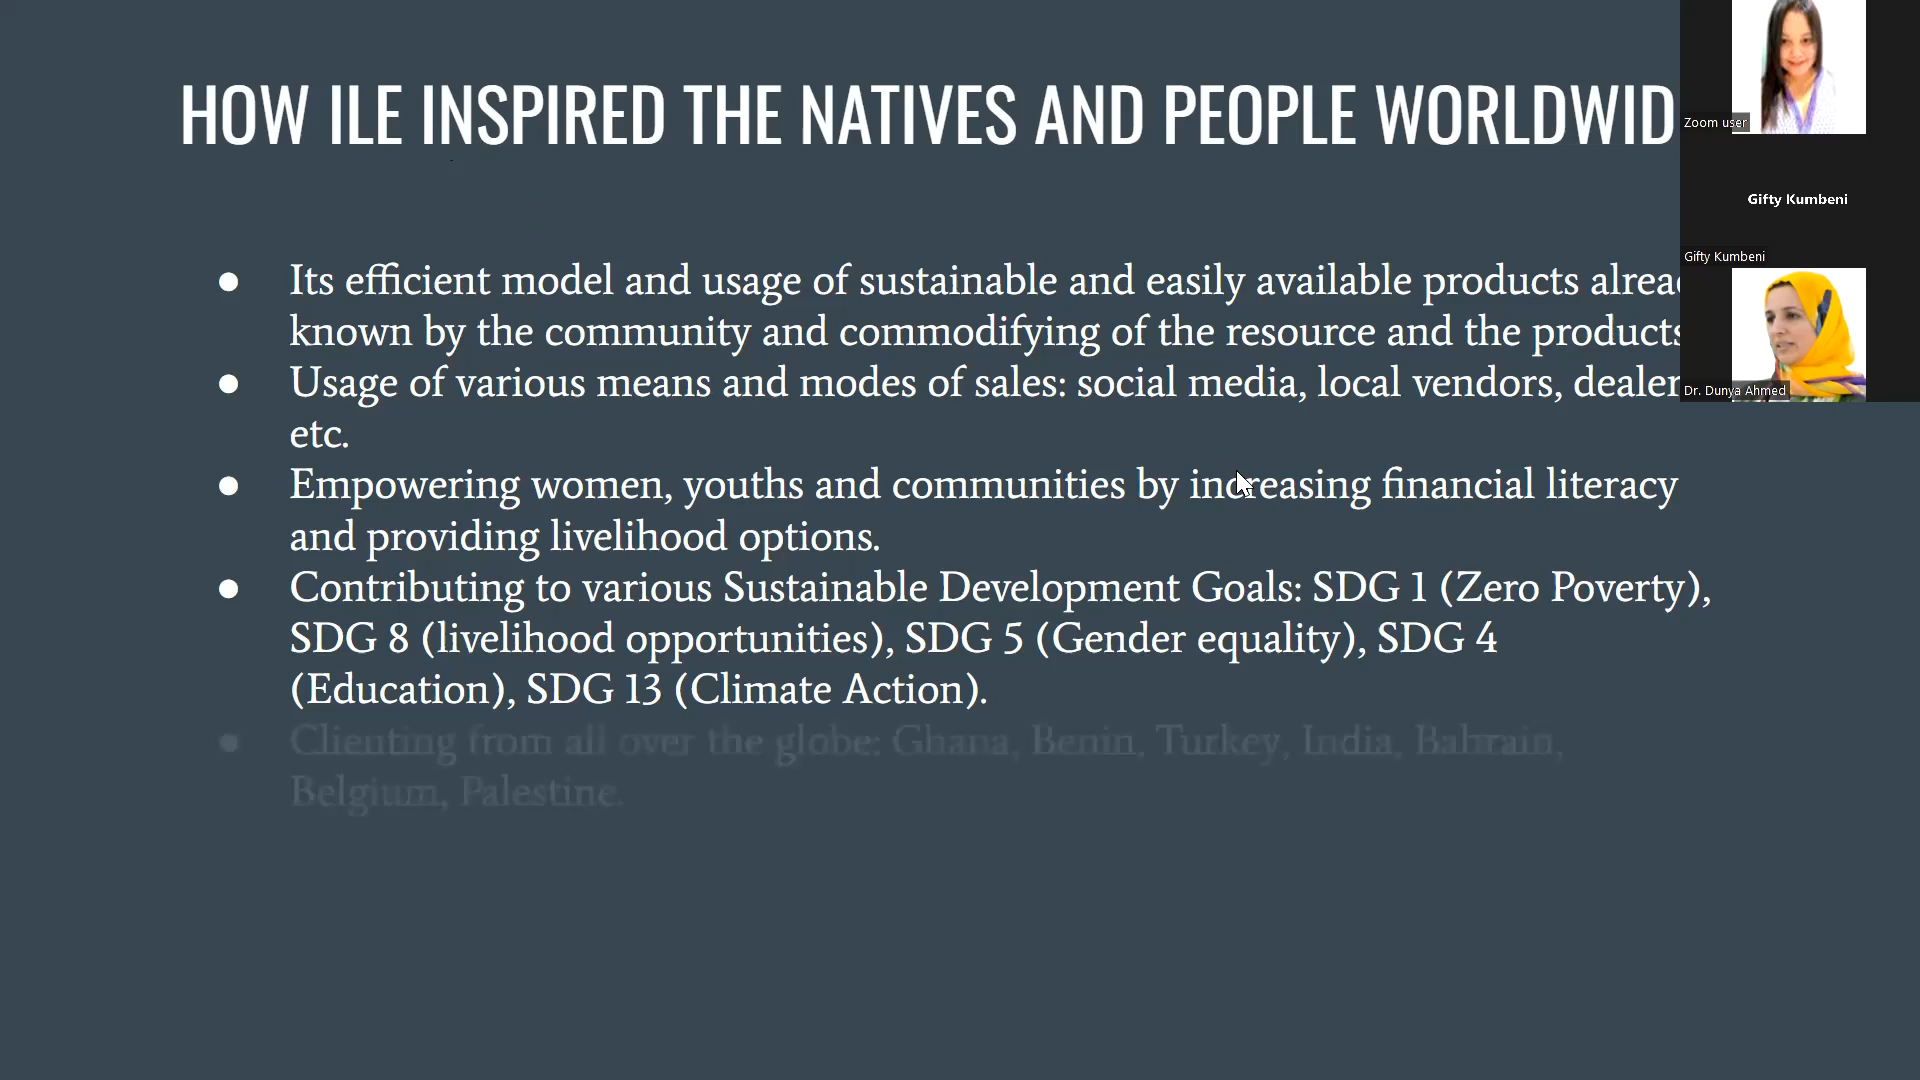 HOW ILE INSPIRED THE NATIVES AND PEOPLE WORLDWID
● Its efficient model and usage of sustainable and easily available products alrea
known by the community and commodifying of the resource and the products
● Usage of various means and modes of sales: social media, local vendors, dealer
etc.
● Empowering women, youths and communities by increasing financial literacy
and providing livelihood options.
● Contributing to various Sustainable Development Goals: SDG 1 (Zero Poverty),
SDG 8 (livelihood opportunities), SDG 5 (Gender equality), SDG 4
(Education), SDG 13 (Climate Action).
● Clienting from all over the globe: Ghana, Benin, Turkey, India, Bahrain,
Belgium, Palestine.
Zoom user
Gifty Kumbeni
Gifty Kumbeni
Dr. Dunya Ahmed